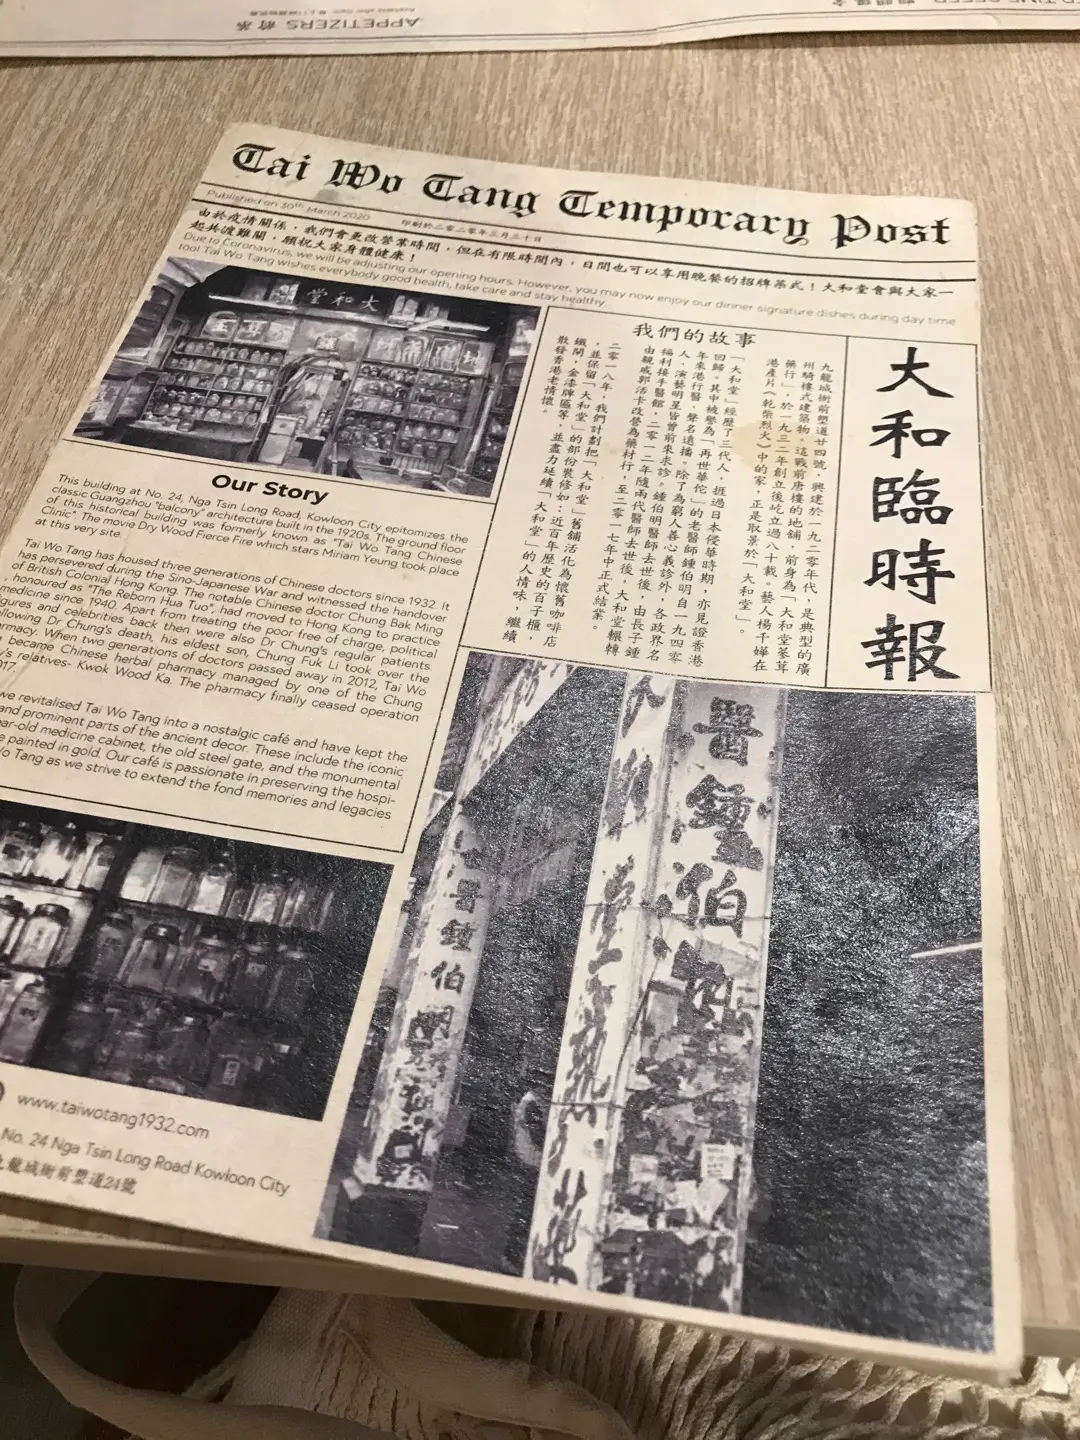 APPETIZERS 前菜
Tai Wo Tang Temporary Post
Published on 30th March 2020
印刷於二零二零年三月三十日
由於疫情關係，我們會更改營業時間，但在有限時間內，日間也可以享用晚餐的招牌菜式！大和堂會與大家一
起共渡難關，願祝大家身體健康！
Due to Coronavirus, we will be adjusting our opening hours. However, you may now enjoy our dinner signature dishes during day time
too! Tai Wo Tang wishes everybody good health, take care and stay healthy.
堂和大
大和臨時報
我們的故事
九龍城衙前塱道廿四號，興建於一九二零年代，是典型的廣
州騎樓式建築物。這戰前唐樓的地舖，前身為「大和堂蔘茸
藥行」，於一九三二年創立後屹立過八十載。藝人楊千嬅在
港產片《乾柴烈火》中的家，正是取景於「大和堂」。
「大和堂」經歷了三代人，捱過日本侵華時期，亦見證香港
回歸。其中被譽為「再世華佗」的老醫師鍾伯明自一九四零
年來港行醫，聲名遠播。除了為窮人善心義診外，各政界名
人、演藝明星皆曾前來求診。鍾伯明醫師去世後，由長子鍾
福利接手醫館，二零一二年隨兩代醫師去世後，大和堂輾轉
由親戚郭活卡改營為藥材行，至二零一七年中正式結業。
二零一八年，我們計劃把「大和堂」舊舖活化為懷舊咖啡店
，並保留「大和堂」的部份裝修如：近百年歷史的百子櫃，
鐵閘，金漆牌匾等，並盡力延續「大和堂」的人情味，繼續
散發香港老情懷。
Our Story
This building at No. 24, Nga Tsin Long Road, Kowloon City epitomizes the
classic Guangzhou "balcony" architecture built in the 1920s. The ground floor
of this historical building was formerly known as "Tai Wo Tang Chinese
Clinic". The movie Dry Wood Fierce Fire which stars Miriam Yeung took place
at this very site.
Tai Wo Tang has housed three generations of Chinese doctors since 1932. It
has persevered during the Sino-Japanese War and witnessed the handover
of British Colonial Hong Kong. The notable Chinese doctor Chung Bak Ming
, honoured as "The Reborn Hua Tuo", had moved to Hong Kong to practice
medicine since 1940. Apart from treating the poor free of charge, political
figures and celebrities back then were also Dr Chung's regular patients.
Following Dr Chung's death, his eldest son, Chung Fuk Li took over the
pharmacy. When two generations of doctors passed away in 2012, Tai Wo
became Chinese herbal pharmacy managed by one of the Chung
relatives- Kwok Wood Ka. The pharmacy finally ceased operation
we revitalised Tai Wo Tang into a nostalgic café and have kept the
and prominent parts of the ancient decor. These include the iconic
old medicine cabinet, the old steel gate, and the monumental
painted in gold. Our café is passionate in preserving the hospi-
Tang as we strive to extend the fond memories and legacies
醫鍾伯
鍾伯明
www.taiwotang1932.com
No. 24 Nga Tsin Long Road Kowloon City
九龍城衙前塱道24號